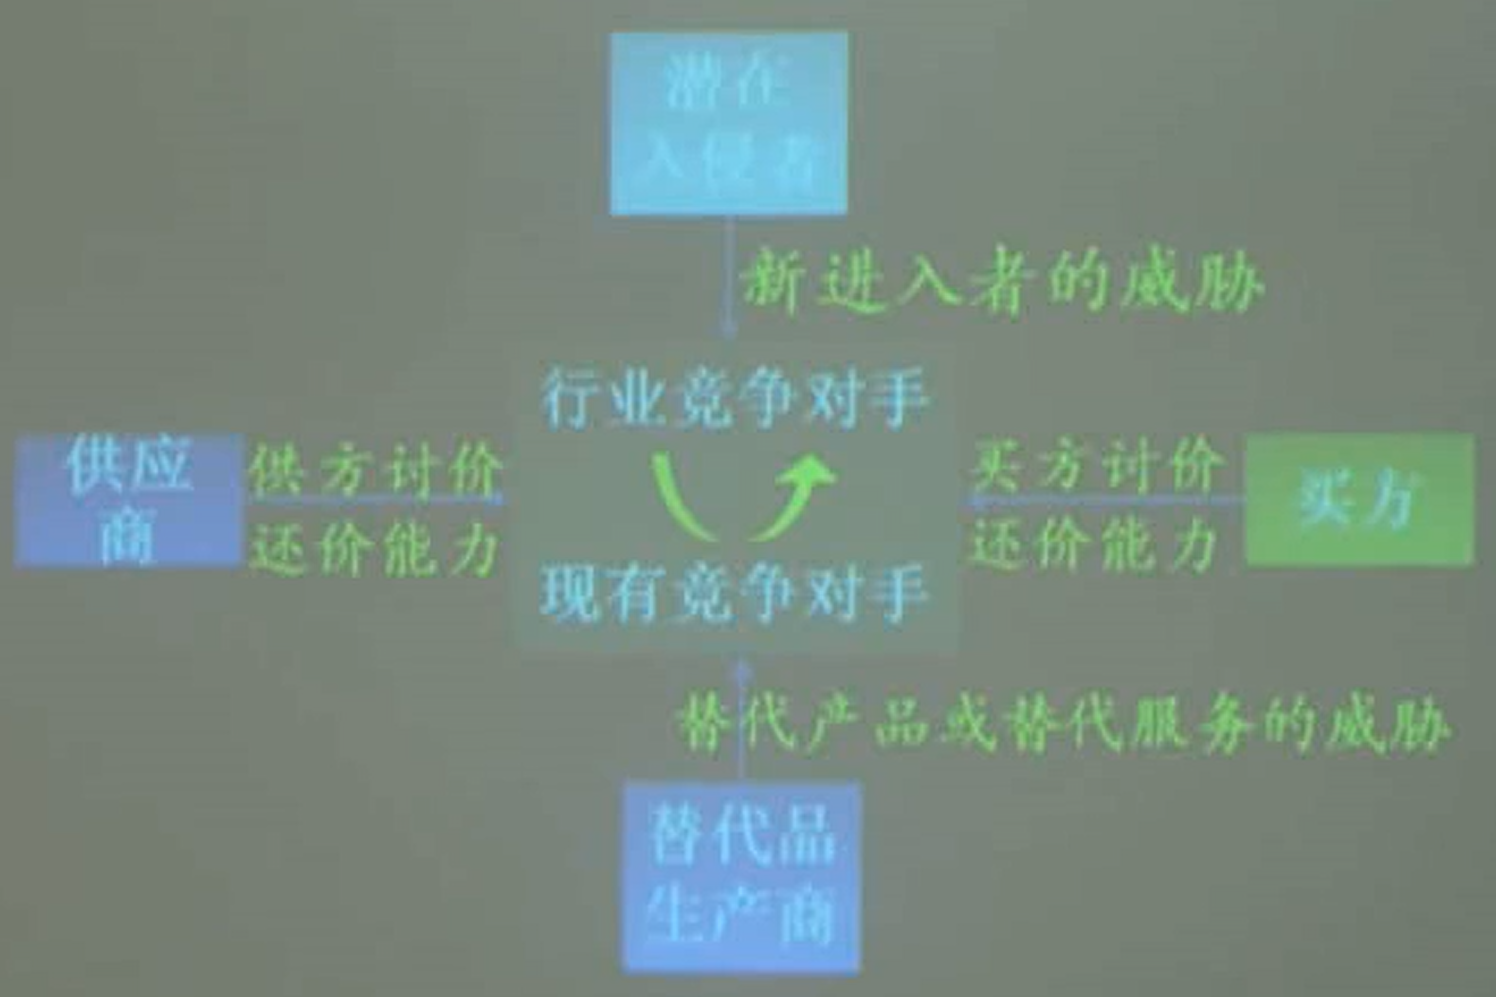 潜在
入侵者
新进入者的威胁
行业竞争对手
供应
商
供方讨价
还价能力
买方讨价
还价能力
买方
现有竞争对手
替代产品或替代服务的威胁
替代品
生产商